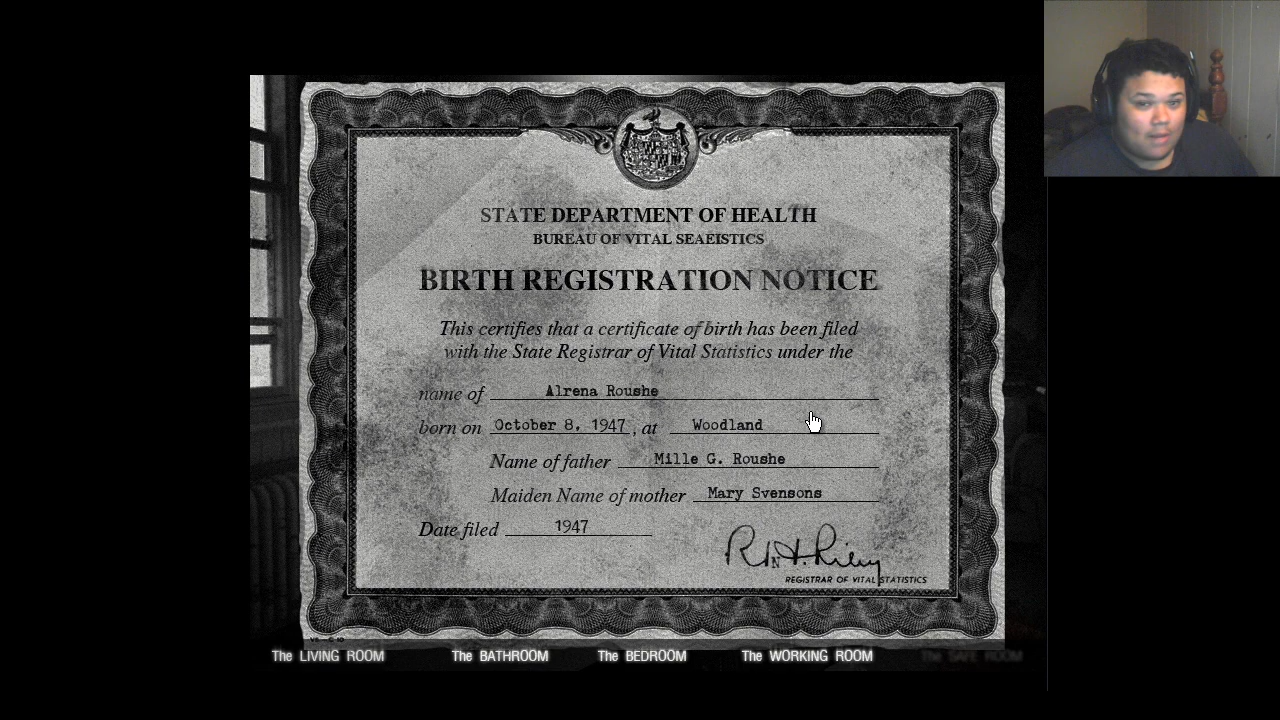 STATE DEPARTMENT OF HEALTH
BUREAU OF VITAL SEAEISTICS
BIRTH REGISTRATION NOTICE
This certifies that a certificate of birth has been filed
with the State Registrar of Vital Statistics under the
name of Alrena Roushe
born on October 8, 1947, at Woodland
Name of father Mille G. Roushe
Maiden Name of mother Mary Svensons
Date filed 1947
REGISTRAR OF VITAL STATISTICS
The LIVING ROOM The BATHROOM The BEDROOM The WORKING ROOM The SAFE ROOM